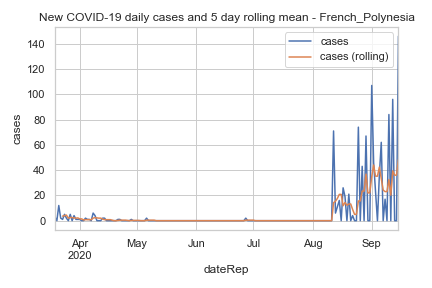 New COVID-19 daily cases and 5 day rolling mean - French_Polynesia
cases
cases (rolling)
140
120
100
80
60
40
20
0
cases
Apr
2020
May
Jun
Jul
Aug
Sep
dateRep